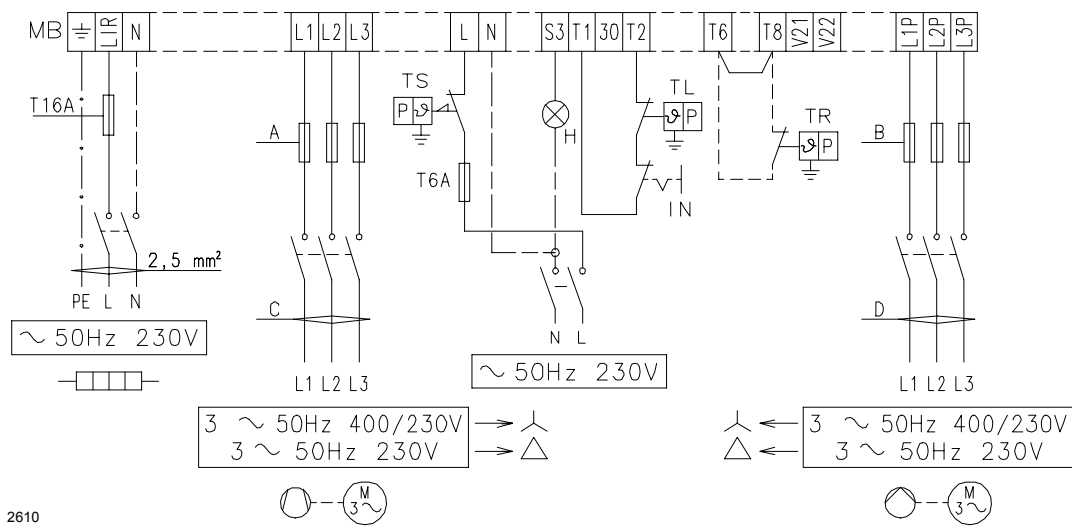 MB L1R N L1 L2 L3 L N S3 T1 30 T2 T6 T8 V21 V22 L1P L2P L3P
TS
TL
TR
P ϑ
ϑ P
ϑ P
T16A
A
H
B
T6A
IN
2,5 mm²
PE L N
C
D
N L
∼ 50Hz 230V
∼ 50Hz 230V
L1 L2 L3
L1 L2 L3
3 ∼ 50Hz 400/230V
3 ∼ 50Hz 230V
3 ∼ 50Hz 400/230V
3 ∼ 50Hz 230V
M
3∼
M
3∼
2610